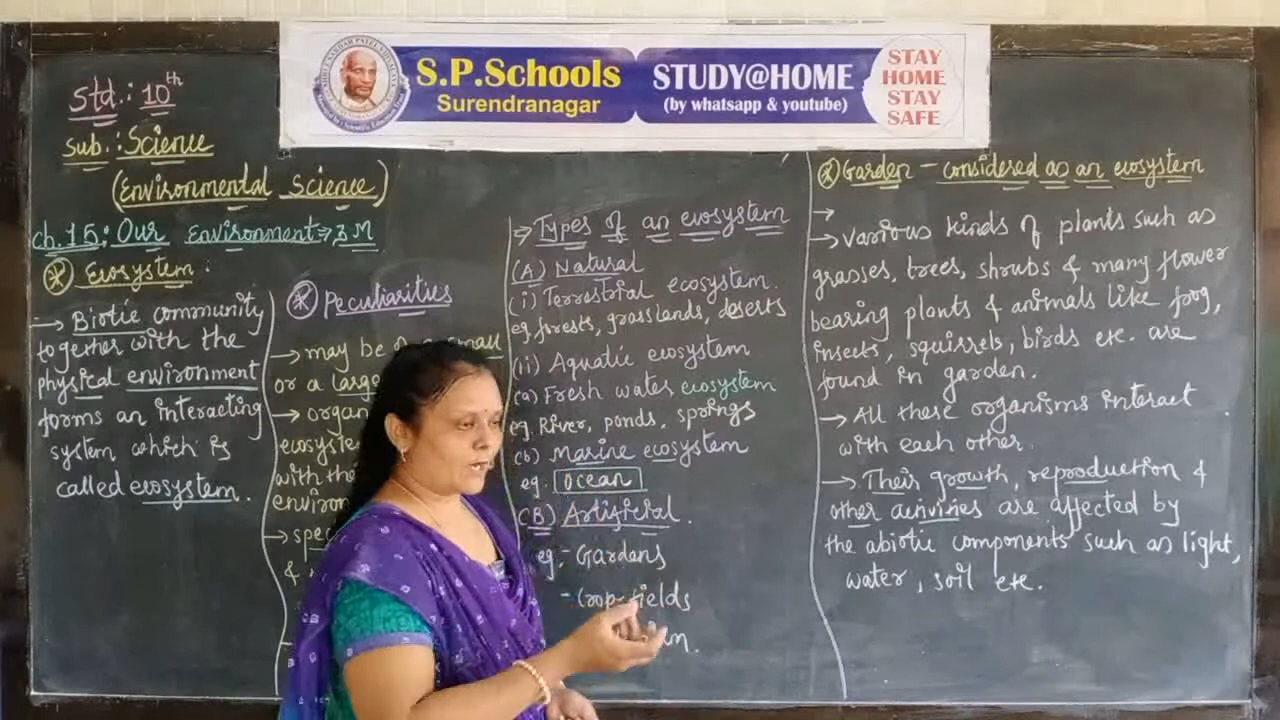 S.P.Schools
Surendranagar
STUDY@HOME
(by whatsapp & youtube)
STAY
HOME
STAY
SAFE
Std.: 10th
Sub.: Science
(Environmental Science)
ch.15: Our Environment ⇒ 3 M
* Ecosystem:
→ Biotic community
together with the
physical environment
forms an interacting
system which is
called ecosystem.
* Peculiarities
→ may be of a small
or a large
→ organ
ecosyste
with the
environ
→ spec
&
⇒ Types of an ecosystem
(A) Natural
(i) Terrestrial ecosystem.
eg. forests, grasslands, deserts
(ii) Aquatic ecosystem
(a) Fresh water ecosystem
eg. River, ponds, springs
(b) Marine ecosystem
eg. Ocean
(B) Artificial.
eg:- Gardens
- Crop-fields
* Garden - considered as an ecosystem
→
→ Various kinds of plants such as
grasses, trees, shrubs & many flower
bearing plants & animals like frog,
insects, squirrels, birds etc. are
found in garden.
→ All these organisms interact
with each other.
→ Their growth, reproduction &
other activities are affected by
the abiotic components such as light,
water, soil etc.